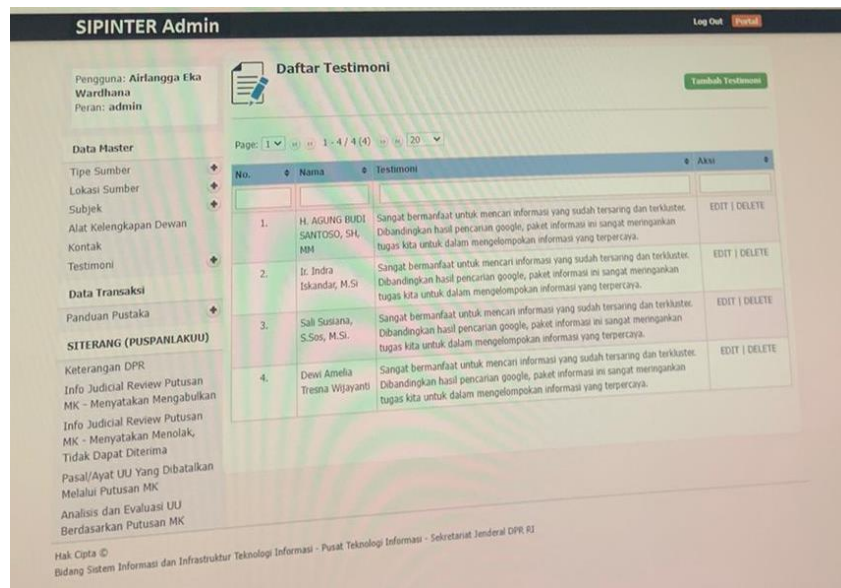 SIPINTER Admin
Log Out Portal
Pengguna: Airlangga Eka
Wardhana
Peran: admin
Daftar Testimoni
Tambah Testimoni
Data Master
Tipe Sumber
Lokasi Sumber
Subjek
Alat Kelengkapan Dewan
Kontak
Testimoni
Data Transaksi
Panduan Pustaka
SITERANG (PUSPANLAKUU)
Keterangan DPR
Info Judicial Review Putusan
MK - Menyatakan Mengabulkan
Info Judicial Review Putusan
MK - Menyatakan Menolak,
Tidak Dapat Diterima
Pasal/Ayat UU Yang Dibatalkan
Melalui Putusan MK
Analisis dan Evaluasi UU
Berdasarkan Putusan MK
Page: 1 1 - 4 / 4 (4) 20
No. Nama Testimoni Aksi
1. H. AGUNG BUDI SANTOSO, SH, MM
Sangat bermanfaat untuk mencari informasi yang sudah tersaring dan terkluster.
Dibandingkan hasil pencarian google, paket informasi ini sangat meringankan
tugas kita untuk dalam mengelompokan informasi yang terpercaya.
EDIT | DELETE
2. Ir. Indra Iskandar, M.Si
Sangat bermanfaat untuk mencari informasi yang sudah tersaring dan terkluster.
Dibandingkan hasil pencarian google, paket informasi ini sangat meringankan
tugas kita untuk dalam mengelompokan informasi yang terpercaya.
EDIT | DELETE
3. Sali Susiana, S.Sos, M.Si.
Sangat bermanfaat untuk mencari informasi yang sudah tersaring dan terkluster.
Dibandingkan hasil pencarian google, paket informasi ini sangat meringankan
tugas kita untuk dalam mengelompokan informasi yang terpercaya.
EDIT | DELETE
4. Dewi Amelia Tresna Wijayanti
Sangat bermanfaat untuk mencari informasi yang sudah tersaring dan terkluster.
Dibandingkan hasil pencarian google, paket informasi ini sangat meringankan
tugas kita untuk dalam mengelompokan informasi yang terpercaya.
EDIT | DELETE
Hak Cipta ©
Bidang Sistem Informasi dan Infrastruktur Teknologi Informasi - Pusat Teknologi Informasi - Sekretariat Jenderal DPR RI